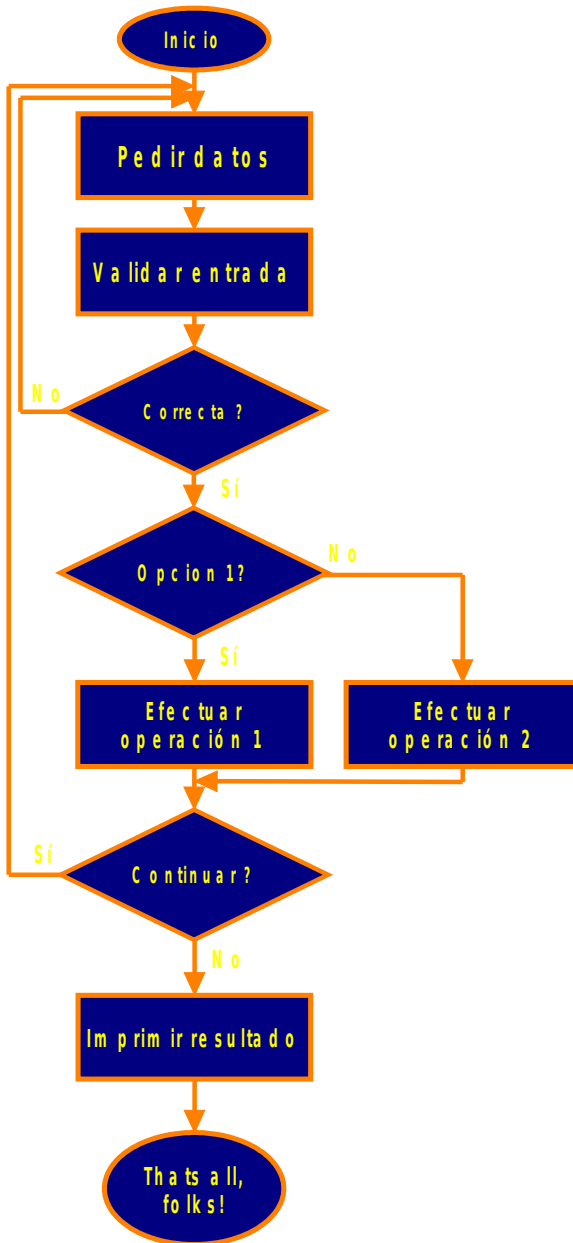 Inicio
Pedir datos
Validar entrada
No
Correcta?
Sí
Opcion 1?
No
Sí
Efectuar
operación 1
Efectuar
operación 2
Sí
Continuar?
No
Imprimir resultado
Thats all,
folks!